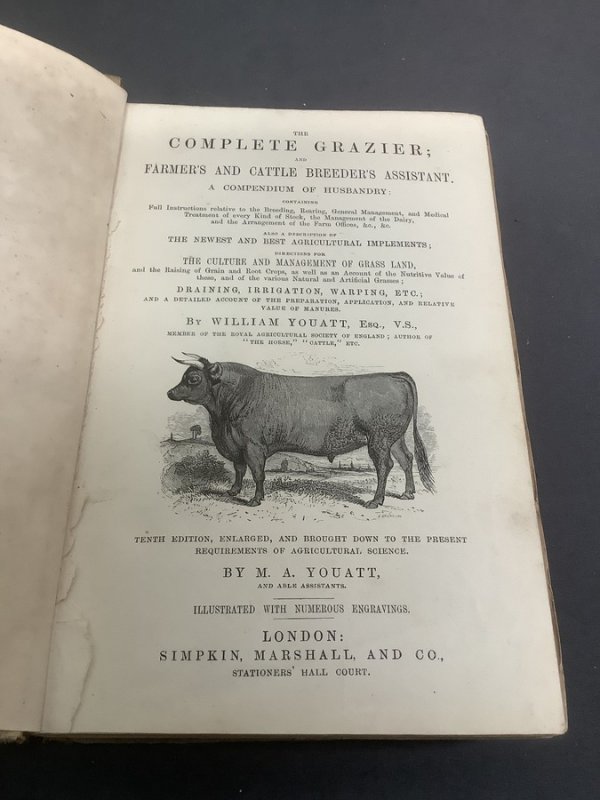 THE
COMPLETE GRAZIER;
AND
FARMER'S AND CATTLE BREEDER'S ASSISTANT.
A COMPENDIUM OF HUSBANDRY:
CONTAINING
Full Instructions relative to the Breeding, Rearing, General Management, and Medical
Treatment of every Kind of Stock, the Management of the Dairy,
and the Arrangement of the Farm Offices, &c., &c.
ALSO A DESCRIPTION OF
THE NEWEST AND BEST AGRICULTURAL IMPLEMENTS;
DIRECTIONS FOR
THE CULTURE AND MANAGEMENT OF GRASS LAND,
and the Raising of Grain and Root Crops, as well as an Account of the Nutritive Value of
these, and of the various Natural and Artificial Grasses;
DRAINING, IRRIGATION, WARPING, ETC.;
AND A DETAILED ACCOUNT OF THE PREPARATION, APPLICATION, AND RELATIVE
VALUE OF MANURES.
BY WILLIAM YOUATT, ESQ., V.S.,
MEMBER OF THE ROYAL AGRICULTURAL SOCIETY OF ENGLAND; AUTHOR OF
"THE HORSE," "CATTLE," ETC.
TENTH EDITION, ENLARGED, AND BROUGHT DOWN TO THE PRESENT
REQUIREMENTS OF AGRICULTURAL SCIENCE.
BY M. A. YOUATT,
AND ABLE ASSISTANTS.
ILLUSTRATED WITH NUMEROUS ENGRAVINGS.
LONDON:
SIMPKIN, MARSHALL, AND CO.,
STATIONERS' HALL COURT.